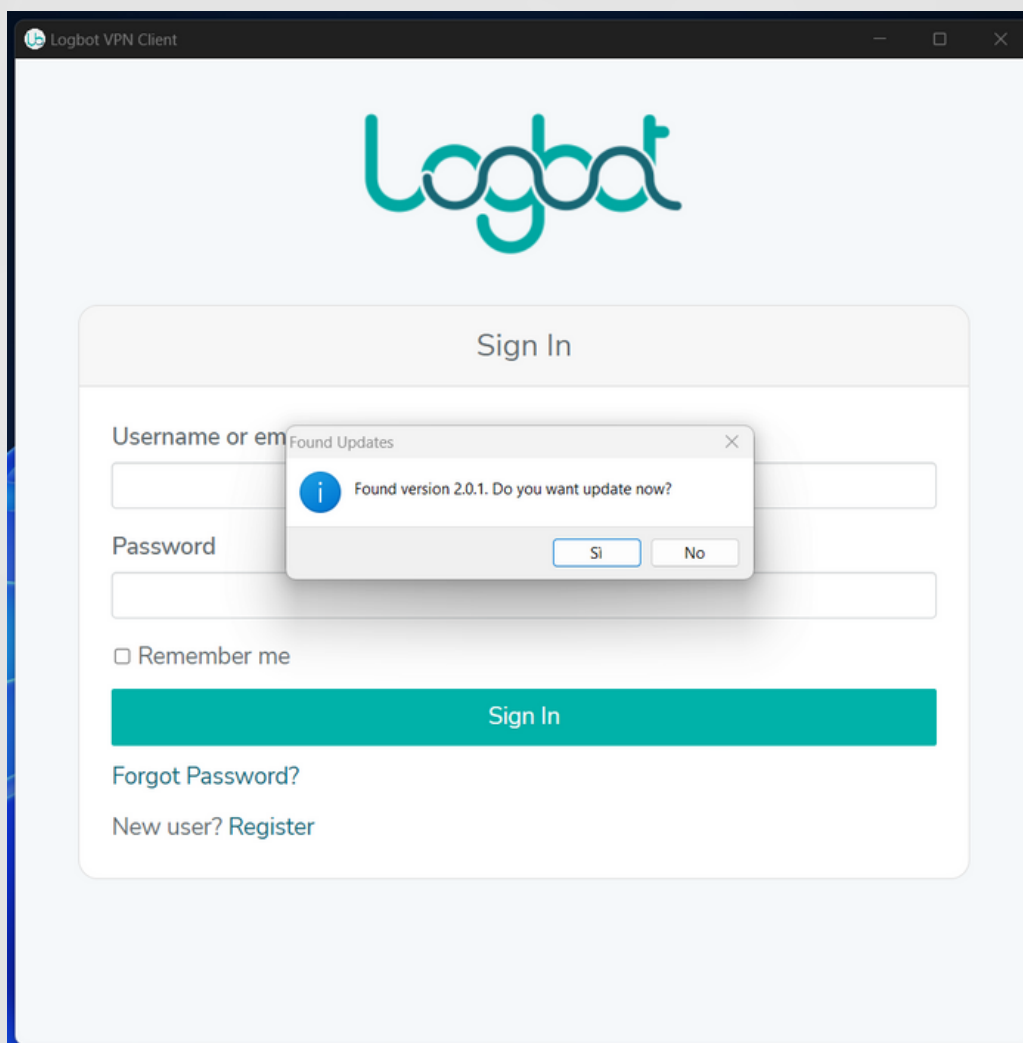 Logbot VPN Client
Logbot
Sign In
Username or em
Found Updates
Found version 2.0.1. Do you want update now?
Sì No
Password
Remember me
Sign In
Forgot Password?
New user? Register